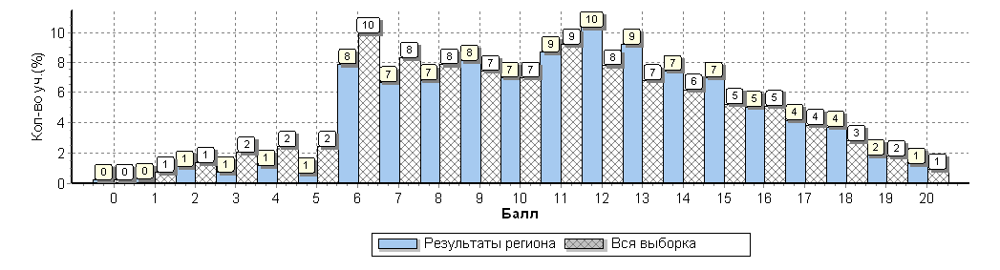 Кол-во уч.(%)
10
8
6
4
2
0
0 0 0 1 1 1 1 2 1 2 1 2 8 10 7 8 7 8 8 7 7 7 9 9 10 8 9 7 7 6 7 5 5 5 4 4 4 3 2 2 1 1
0 1 2 3 4 5 6 7 8 9 10 11 12 13 14 15 16 17 18 19 20
Балл
Результаты региона Вся выборка